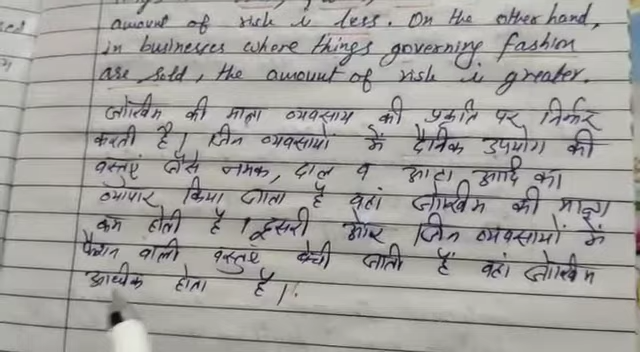 amount of risk is less. On the other hand,
in businesses where things governing fashion
are sold, the amount of risk is greater.
जोखिम की मात्रा व्यवसाय की प्रकृति पर निर्भर
करती है। जिन व्यवसायों में दैनिक उपयोग की
वस्तुएं जैसे नमक, दाल व आटा आदि का
व्यापार किया जाता है वहां जोखिम की मात्रा
कम होती है। दूसरी ओर जिन व्यवसायों में
फैशन वाली वस्तुएं बेची जाती हैं वहां जोखिम
अधिक होता है।